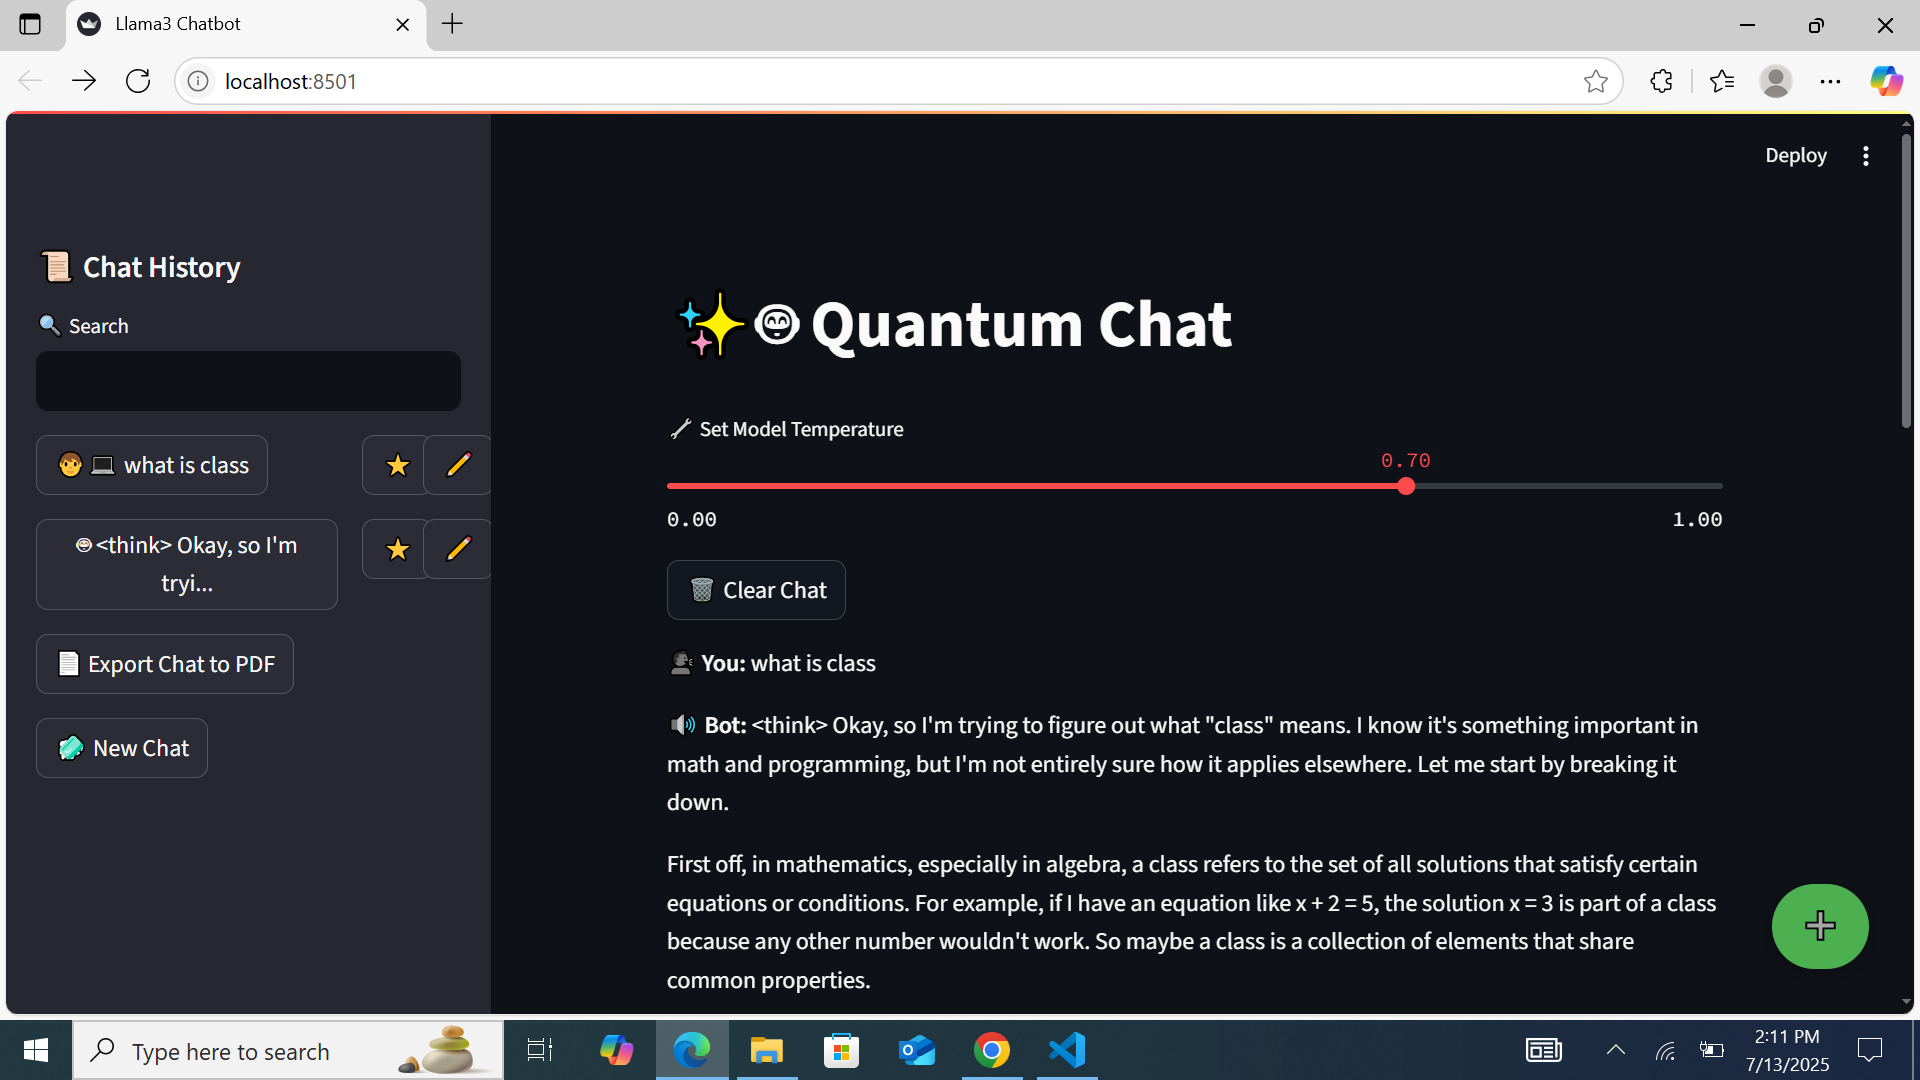 Llama3 Chatbot
localhost:8501
Deploy
📜 Chat History
🔍 Search
🧑‍💻 what is class
<think> Okay, so I'm
tryi...
📄 Export Chat to PDF
New Chat
✨ Quantum Chat
Set Model Temperature
0.70
0.00
1.00
🗑️ Clear Chat
🗣️ You: what is class
🔊 Bot: <think> Okay, so I'm trying to figure out what "class" means. I know it's something important in
math and programming, but I'm not entirely sure how it applies elsewhere. Let me start by breaking it
down.
First off, in mathematics, especially in algebra, a class refers to the set of all solutions that satisfy certain
equations or conditions. For example, if I have an equation like x + 2 = 5, the solution x = 3 is part of a class
because any other number wouldn't work. So maybe a class is a collection of elements that share
common properties.
Type here to search
2:11 PM
7/13/2025